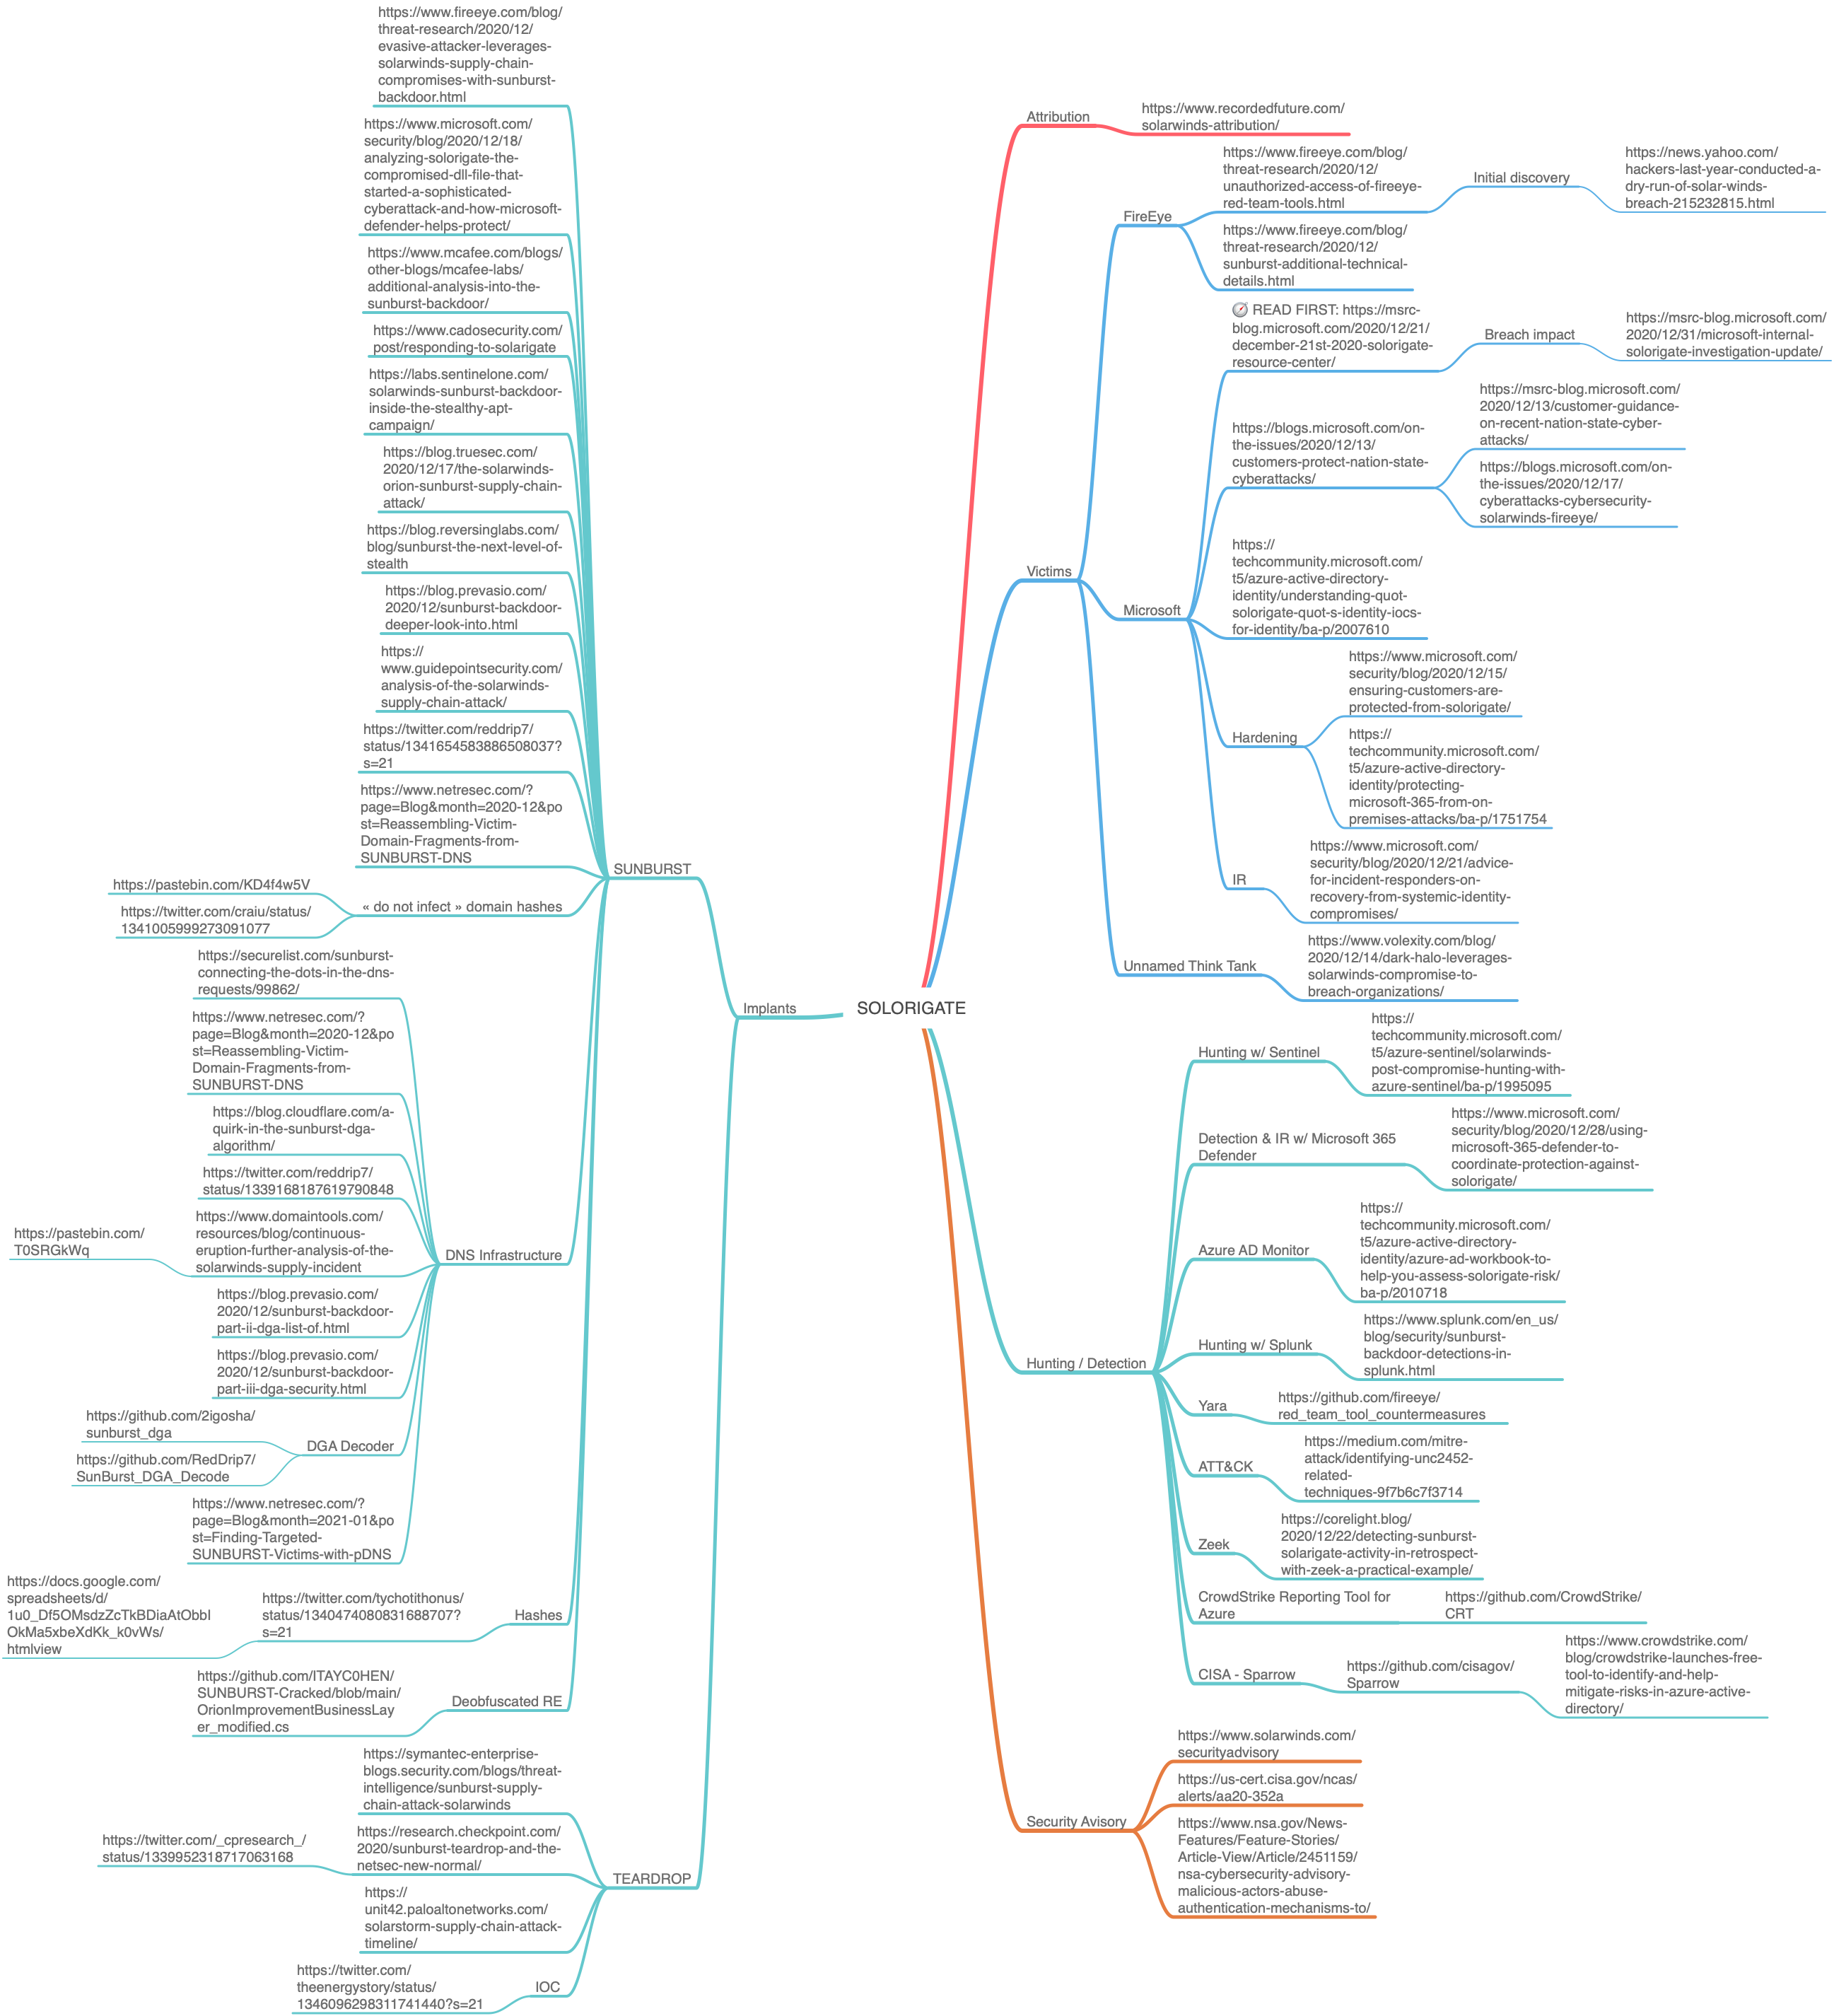 SOLORIGATE
Attribution
https://www.recordedfuture.com/
solarwinds-attribution/
Victims
FireEye
https://www.fireeye.com/blog/
threat-research/2020/12/
unauthorized-access-of-fireeye-
red-team-tools.html
Initial discovery
https://news.yahoo.com/
hackers-last-year-conducted-a-
dry-run-of-solar-winds-
breach-215232815.html
https://www.fireeye.com/blog/
threat-research/2020/12/
sunburst-additional-technical-
details.html
Microsoft
🧭 READ FIRST: https://msrc-
blog.microsoft.com/2020/12/21/
december-21st-2020-solorigate-
resource-center/
Breach impact
https://msrc-blog.microsoft.com/
2020/12/31/microsoft-internal-
solorigate-investigation-update/
https://blogs.microsoft.com/on-
the-issues/2020/12/13/
customers-protect-nation-state-
cyberattacks/
https://msrc-blog.microsoft.com/
2020/12/13/customer-guidance-
on-recent-nation-state-cyber-
attacks/
https://blogs.microsoft.com/on-
the-issues/2020/12/17/
cyberattacks-cybersecurity-
solarwinds-fireeye/
https://
techcommunity.microsoft.com/
t5/azure-active-directory-
identity/understanding-quot-
solorigate-quot-s-identity-iocs-
for-identity/ba-p/2007610
Hardening
https://www.microsoft.com/
security/blog/2020/12/15/
ensuring-customers-are-
protected-from-solorigate/
https://
techcommunity.microsoft.com/
t5/azure-active-directory-
identity/protecting-
microsoft-365-from-on-
premises-attacks/ba-p/1751754
IR
https://www.microsoft.com/
security/blog/2020/12/21/advice-
for-incident-responders-on-
recovery-from-systemic-identity-
compromises/
Unnamed Think Tank
https://www.volexity.com/blog/
2020/12/14/dark-halo-leverages-
solarwinds-compromise-to-
breach-organizations/
Hunting / Detection
Hunting w/ Sentinel
https://
techcommunity.microsoft.com/
t5/azure-sentinel/solarwinds-
post-compromise-hunting-with-
azure-sentinel/ba-p/1995095
Detection & IR w/ Microsoft 365
Defender
https://www.microsoft.com/
security/blog/2020/12/28/using-
microsoft-365-defender-to-
coordinate-protection-against-
solorigate/
Azure AD Monitor
https://
techcommunity.microsoft.com/
t5/azure-active-directory-
identity/azure-ad-workbook-to-
help-you-assess-solorigate-risk/
ba-p/2010718
Hunting w/ Splunk
https://www.splunk.com/en_us/
blog/security/sunburst-
backdoor-detections-in-
splunk.html
Yara
https://github.com/fireeye/
red_team_tool_countermeasures
ATT&CK
https://medium.com/mitre-
attack/identifying-unc2452-
related-
techniques-9f7b6c7f3714
Zeek
https://corelight.blog/
2020/12/22/detecting-sunburst-
solarigate-activity-in-retrospect-
with-zeek-a-practical-example/
CrowdStrike Reporting Tool for
Azure
https://github.com/CrowdStrike/
CRT
CISA - Sparrow
https://github.com/cisagov/
Sparrow
https://www.crowdstrike.com/
blog/crowdstrike-launches-free-
tool-to-identify-and-help-
mitigate-risks-in-azure-active-
directory/
Security Avisory
https://www.solarwinds.com/
securityadvisory
https://us-cert.cisa.gov/ncas/
alerts/aa20-352a
https://www.nsa.gov/News-
Features/Feature-Stories/
Article-View/Article/2451159/
nsa-cybersecurity-advisory-
malicious-actors-abuse-
authentication-mechanisms-to/
Implants
SUNBURST
https://www.fireeye.com/blog/
threat-research/2020/12/
evasive-attacker-leverages-
solarwinds-supply-chain-
compromises-with-sunburst-
backdoor.html
https://www.microsoft.com/
security/blog/2020/12/18/
analyzing-solorigate-the-
compromised-dll-file-that-
started-a-sophisticated-
cyberattack-and-how-microsoft-
defender-helps-protect/
https://www.mcafee.com/blogs/
other-blogs/mcafee-labs/
additional-analysis-into-the-
sunburst-backdoor/
https://www.cadosecurity.com/
post/responding-to-solarigate
https://labs.sentinelone.com/
solarwinds-sunburst-backdoor-
inside-the-stealthy-apt-
campaign/
https://blog.truesec.com/
2020/12/17/the-solarwinds-
orion-sunburst-supply-chain-
attack/
https://blog.reversinglabs.com/
blog/sunburst-the-next-level-of-
stealth
https://blog.prevasio.com/
2020/12/sunburst-backdoor-
deeper-look-into.html
https://
www.guidepointsecurity.com/
analysis-of-the-solarwinds-
supply-chain-attack/
https://twitter.com/reddrip7/
status/1341654583886508037?
s=21
https://www.netresec.com/?
page=Blog&month=2020-12&po
st=Reassembling-Victim-
Domain-Fragments-from-
SUNBURST-DNS
« do not infect » domain hashes
https://pastebin.com/KD4f4w5V
https://twitter.com/craiu/status/
1341005999273091077
DNS Infrastructure
https://securelist.com/sunburst-
connecting-the-dots-in-the-dns-
requests/99862/
https://www.netresec.com/?
page=Blog&month=2020-12&po
st=Reassembling-Victim-
Domain-Fragments-from-
SUNBURST-DNS
https://blog.cloudflare.com/a-
quirk-in-the-sunburst-dga-
algorithm/
https://twitter.com/reddrip7/
status/1339168187619790848
https://www.domaintools.com/
resources/blog/continuous-
eruption-further-analysis-of-the-
solarwinds-supply-incident
https://pastebin.com/
T0SRGkWq
https://blog.prevasio.com/
2020/12/sunburst-backdoor-
part-ii-dga-list-of.html
https://blog.prevasio.com/
2020/12/sunburst-backdoor-
part-iii-dga-security.html
DGA Decoder
https://github.com/2igosha/
sunburst_dga
https://github.com/RedDrip7/
SunBurst_DGA_Decode
https://www.netresec.com/?
page=Blog&month=2021-01&po
st=Finding-Targeted-
SUNBURST-Victims-with-pDNS
Hashes
https://twitter.com/tychotithonus/
status/1340474080831688707?
s=21
https://docs.google.com/
spreadsheets/d/
1u0_Df5OMsdzZcTkBDiaAtObbI
OkMa5xbeXdKk_k0vWs/
htmlview
Deobfuscated RE
https://github.com/ITAYC0HEN/
SUNBURST-Cracked/blob/main/
OrionImprovementBusinessLay
er_modified.cs
TEARDROP
https://symantec-enterprise-
blogs.security.com/blogs/threat-
intelligence/sunburst-supply-
chain-attack-solarwinds
https://research.checkpoint.com/
2020/sunburst-teardrop-and-the-
netsec-new-normal/
https://twitter.com/_cpresearch_/
status/1339952318717063168
https://
unit42.paloaltonetworks.com/
solarstorm-supply-chain-attack-
timeline/
IOC
https://twitter.com/
theenergystory/status/
1346096298311741440?s=21